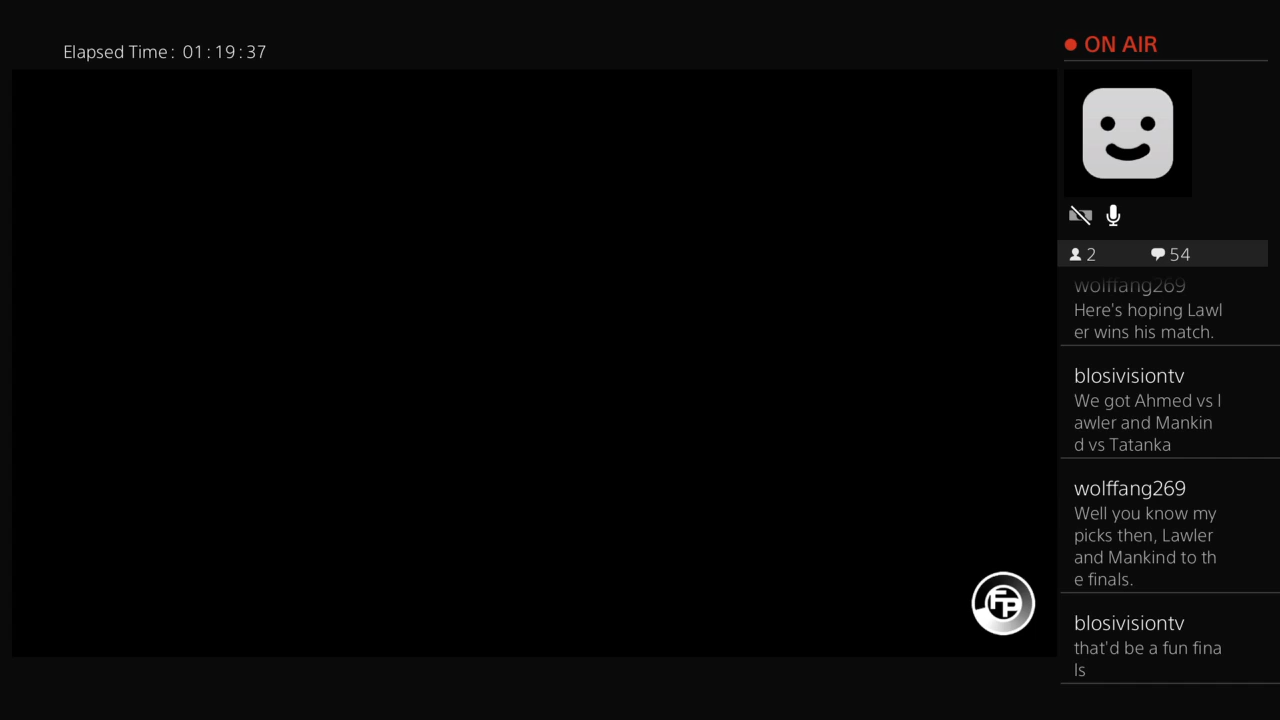 Elapsed Time: 01:19:37
ON AIR
2 54
wolffang269
Here's hoping Lawl
er wins his match.
blosivisiontv
We got Ahmed vs l
awler and Mankin
d vs Tatanka
wolffang269
Well you know my
picks then, Lawler
and Mankind to th
e finals.
FP
blosivisiontv
that'd be a fun fina
ls